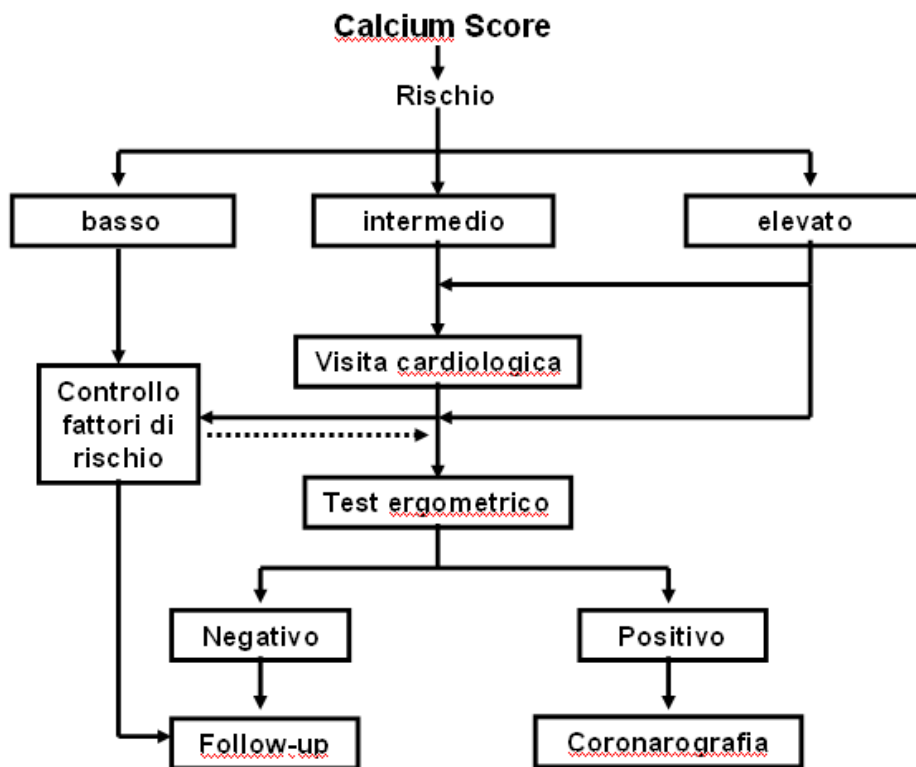 Calcium Score
Rischio
basso
intermedio
elevato
Visita cardiologica
Controllo
fattori di
rischio
Test ergometrico
Negativo
Positivo
Follow-up
Coronarografia